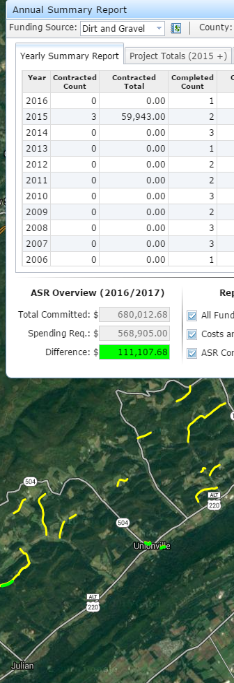 Annual Summary Report
Funding Source: Dirt and Gravel County:
Yearly Summary Report Project Totals (2015 +)
Year Contracted Count Contracted Total Completed Count
2016 0 0.00 1
2015 3 59,943.00 2
2014 0 0.00 3
2013 0 0.00 1
2012 0 0.00 2
2011 0 0.00 2
2010 0 0.00 3
2009 0 0.00 2
2008 0 0.00 3
2007 0 0.00 3
2006 0 0.00 1
ASR Overview (2016/2017) Rep
Total Committed: $ 680,012.68 All Fund
Spending Req.: $ 568,905.00 Costs an
Difference: $ 111,107.68 ASR Con
504
ALT
220
504
Unionville
ALT
220
Julian